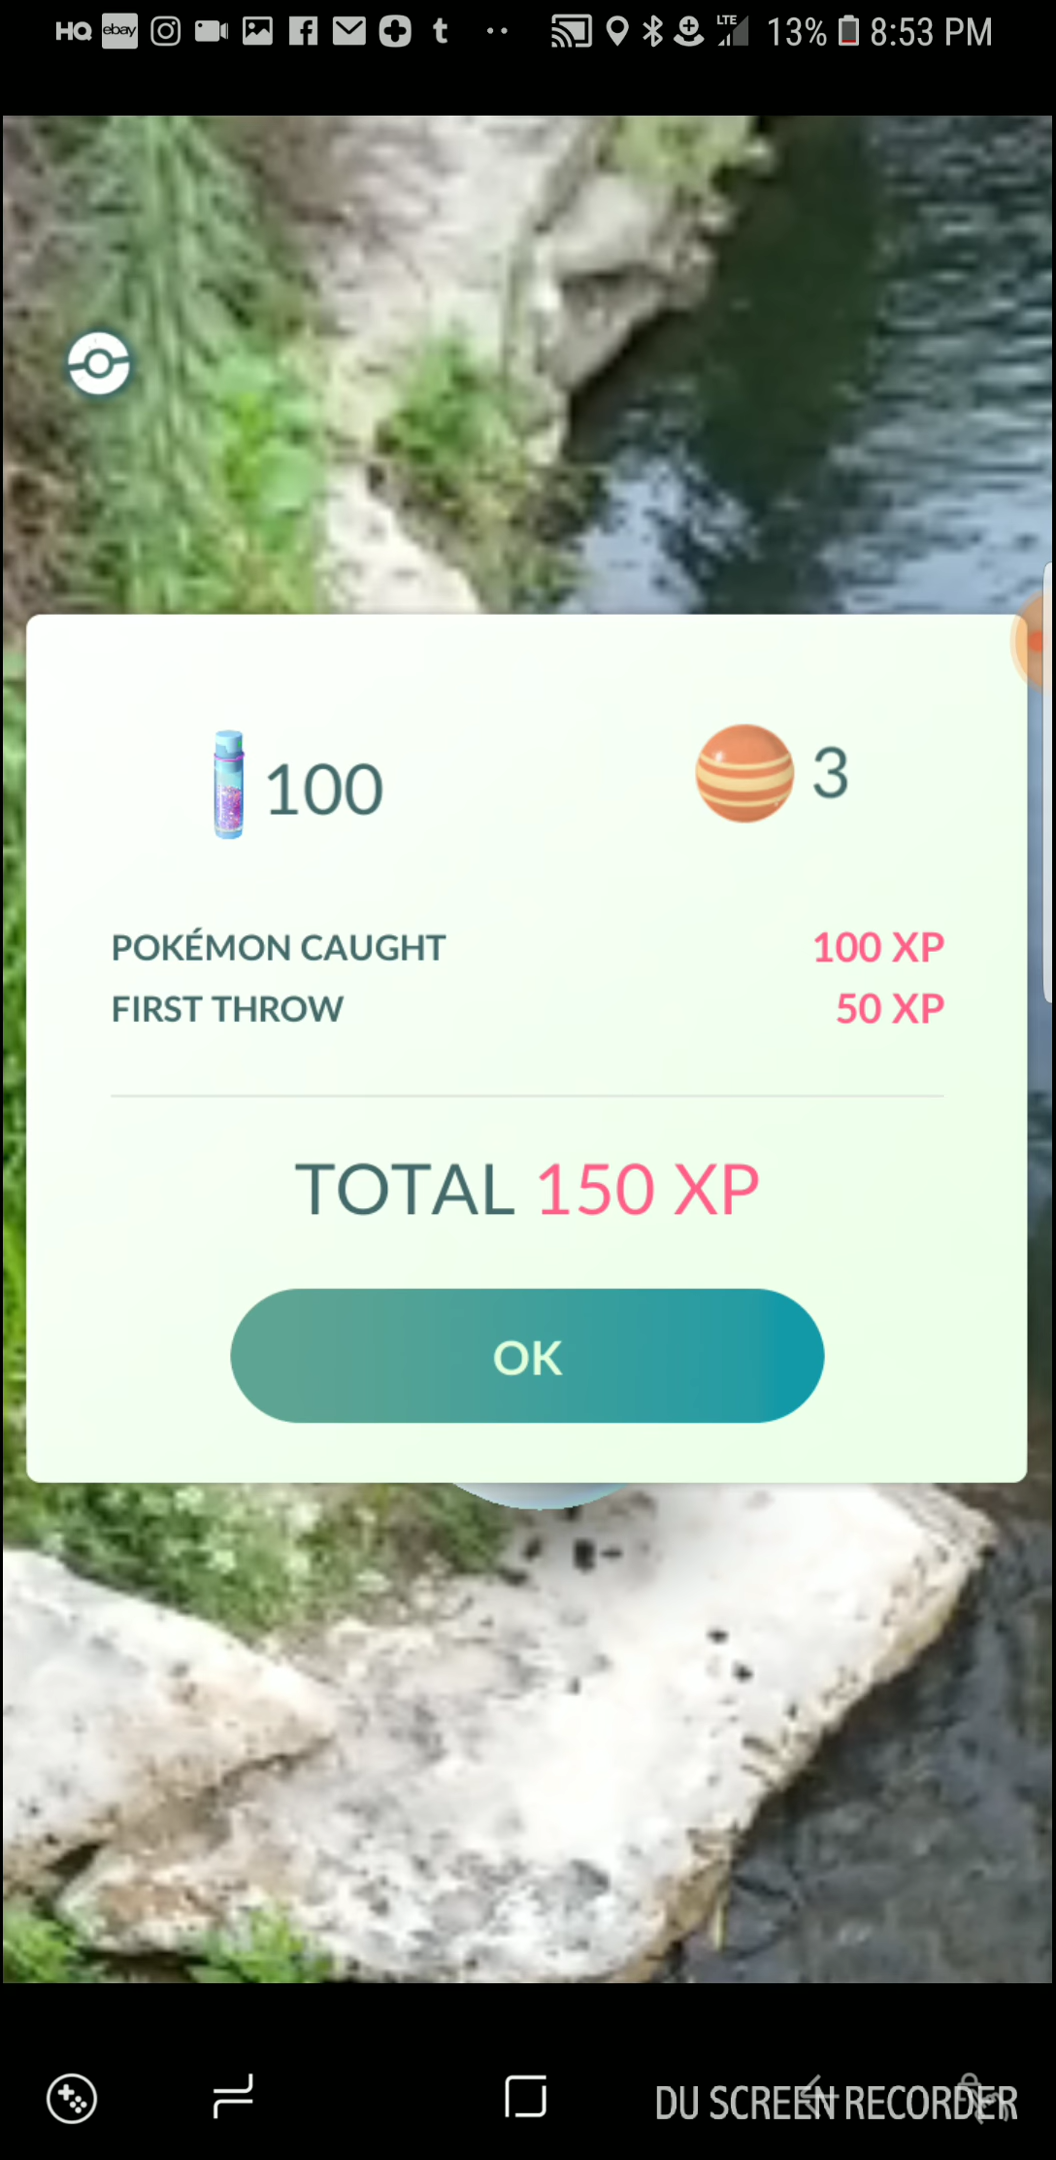 HQ ebay t LTE 13% 8:53 PM
100 3
POKÉMON CAUGHT 100 XP
FIRST THROW 50 XP
TOTAL 150 XP
OK
DU SCREEN RECORDER